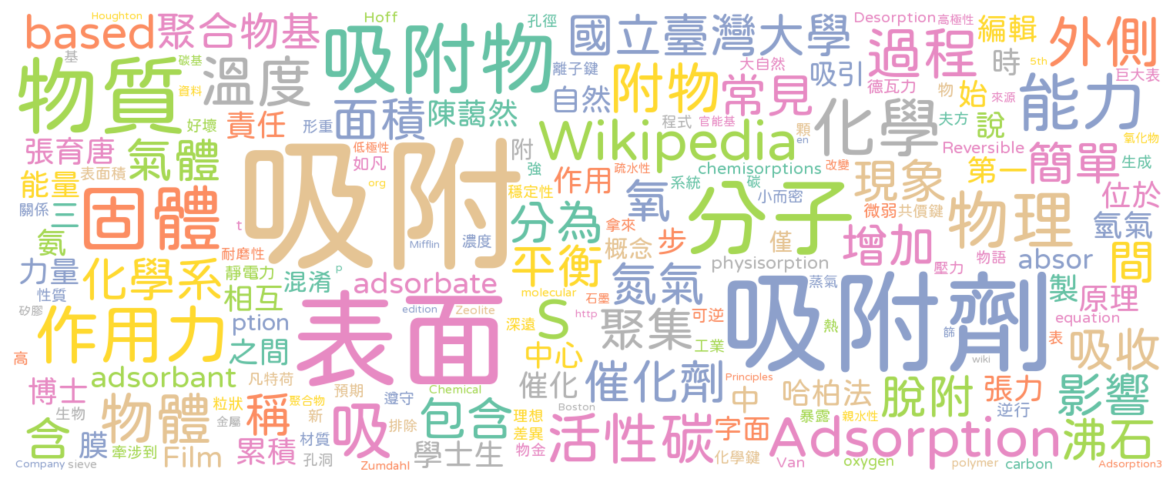 Houghton
based
聚合物基
Hoff
孔徑
吸附物
國立臺灣大學
Desorption
高極性
編輯
外側
基
碳基
資料
物質
溫度
離子鍵
大自然
吸引
過程
時
5th
巨大表
附物
常見
德瓦力
物
始
來源
能力
好壞
責任
形重
面積
陳藹然
自然
程式
官能基
顆
en
化學
夫方
說
氫化物
張育唐
氣體
低極性
如凡
附
強
Wikipedia
疏水性
chemisorptions
改變
Reversible
簡單
生成
表面積
能量
吸附
org
穩定性
作用
系統
碳
小而密
現象
第一
位於
關係
三
固體
t
Mifflin
濃度
分為
氧
拿來
分子
微弱
共價鍵
物理
氫氣
氨
耐磨性
概念
步
僅
增加
物語
absor
間
力量
化學系
靜電力
混淆
P
平衡
physisorption
性質
相互
adsorbate
molecular
氮氣
石墨
蒸氣
壓力
製
原理
矽膠
作用力
ption
表面
edition
Zeolite
深遠
S
http
聚集
可逆
熱
吸附劑
篩
equation
高
之間
中心
工業
wiki
表
吸收
博士
adsorbant
凡特荷
預期
遵守
Chemical
催化
催化劑
Principles
中
哈柏法
脫附
張力
影響
生物
物體
粒狀
聚合物
稱
新
吸
排除
包含
理想
Boston
暴露
親水性
逆行
含
膜
金屬
材質
差異
活性碳
字面
Adsorption
沸石
牽涉到
Film
累積
孔洞
學士生
物金
化學鍵
Van
oxygen
polymer
carbon
Company
sieve
Zumdahl
Adsorption3